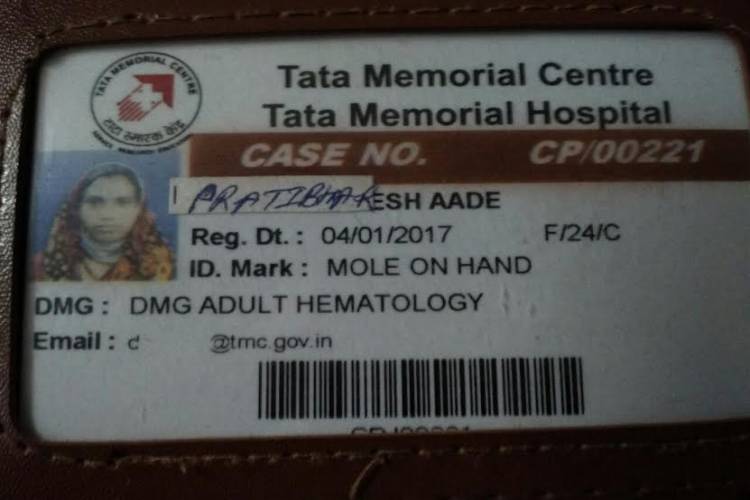 TATA MEMORIAL CENTRE
टाटा स्मारक केंद्र
Tata Memorial Centre
Tata Memorial Hospital
CASE NO. CP/00221
PRATIBHA ESH AADE
Reg. Dt. : 04/01/2017 F/24/C
ID. Mark : MOLE ON HAND
DMG : DMG ADULT HEMATOLOGY
Email : d @tmc.gov.in